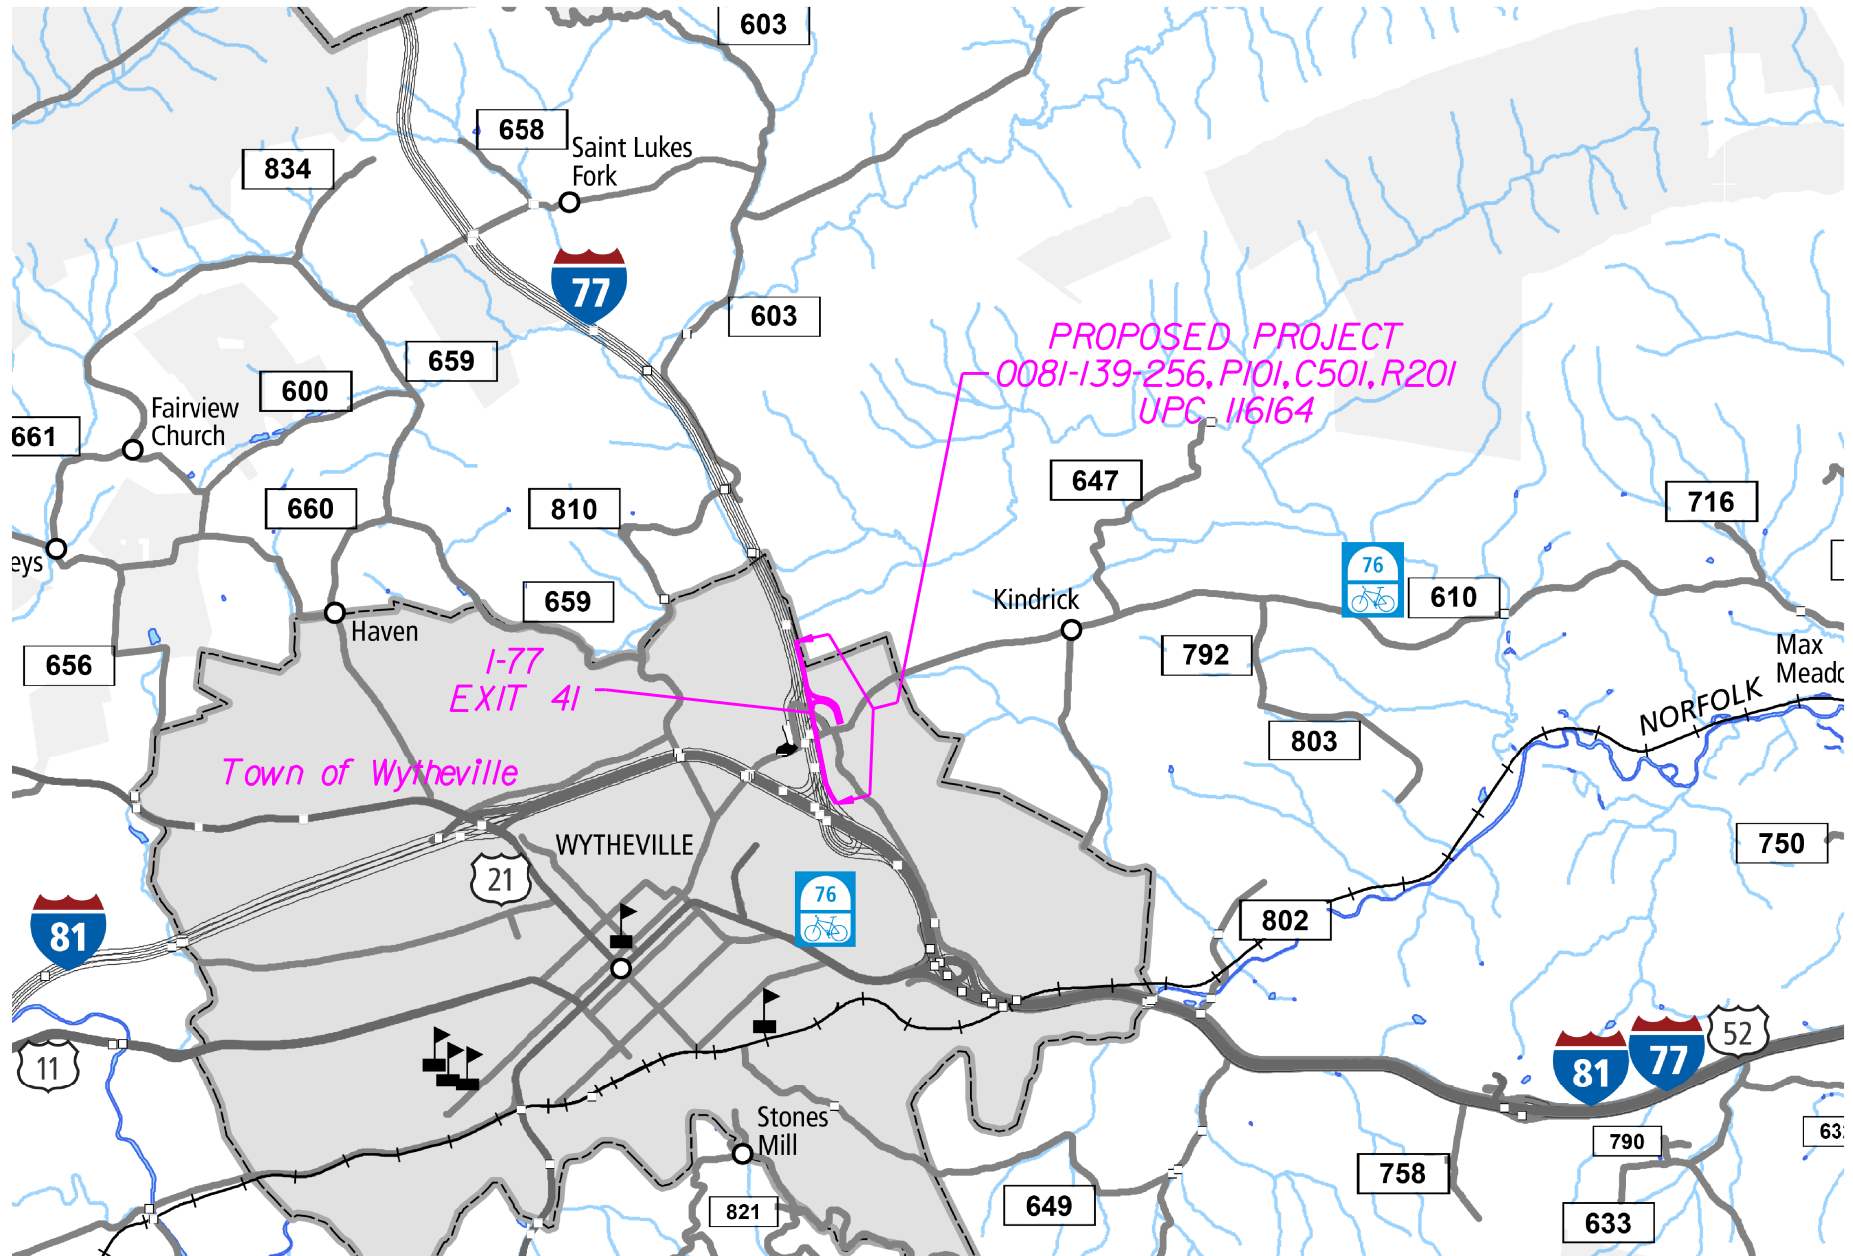 603
658
Saint Lukes
Fork
834
77
603
PROPOSED PROJECT
0081-139-256, P101, C501, R201
UPC 116164
659
600
Fairview
Church
661
647
716
660
810
76
610
eys
659
Kindrick
Haven
792
Max
Meado
656
I-77
EXIT 41
NORFOLK
803
Town of Wytheville
WYTHEVILLE
750
21
76
802
81
11
81
77
52
Stones
Mill
790
632
758
649
821
633